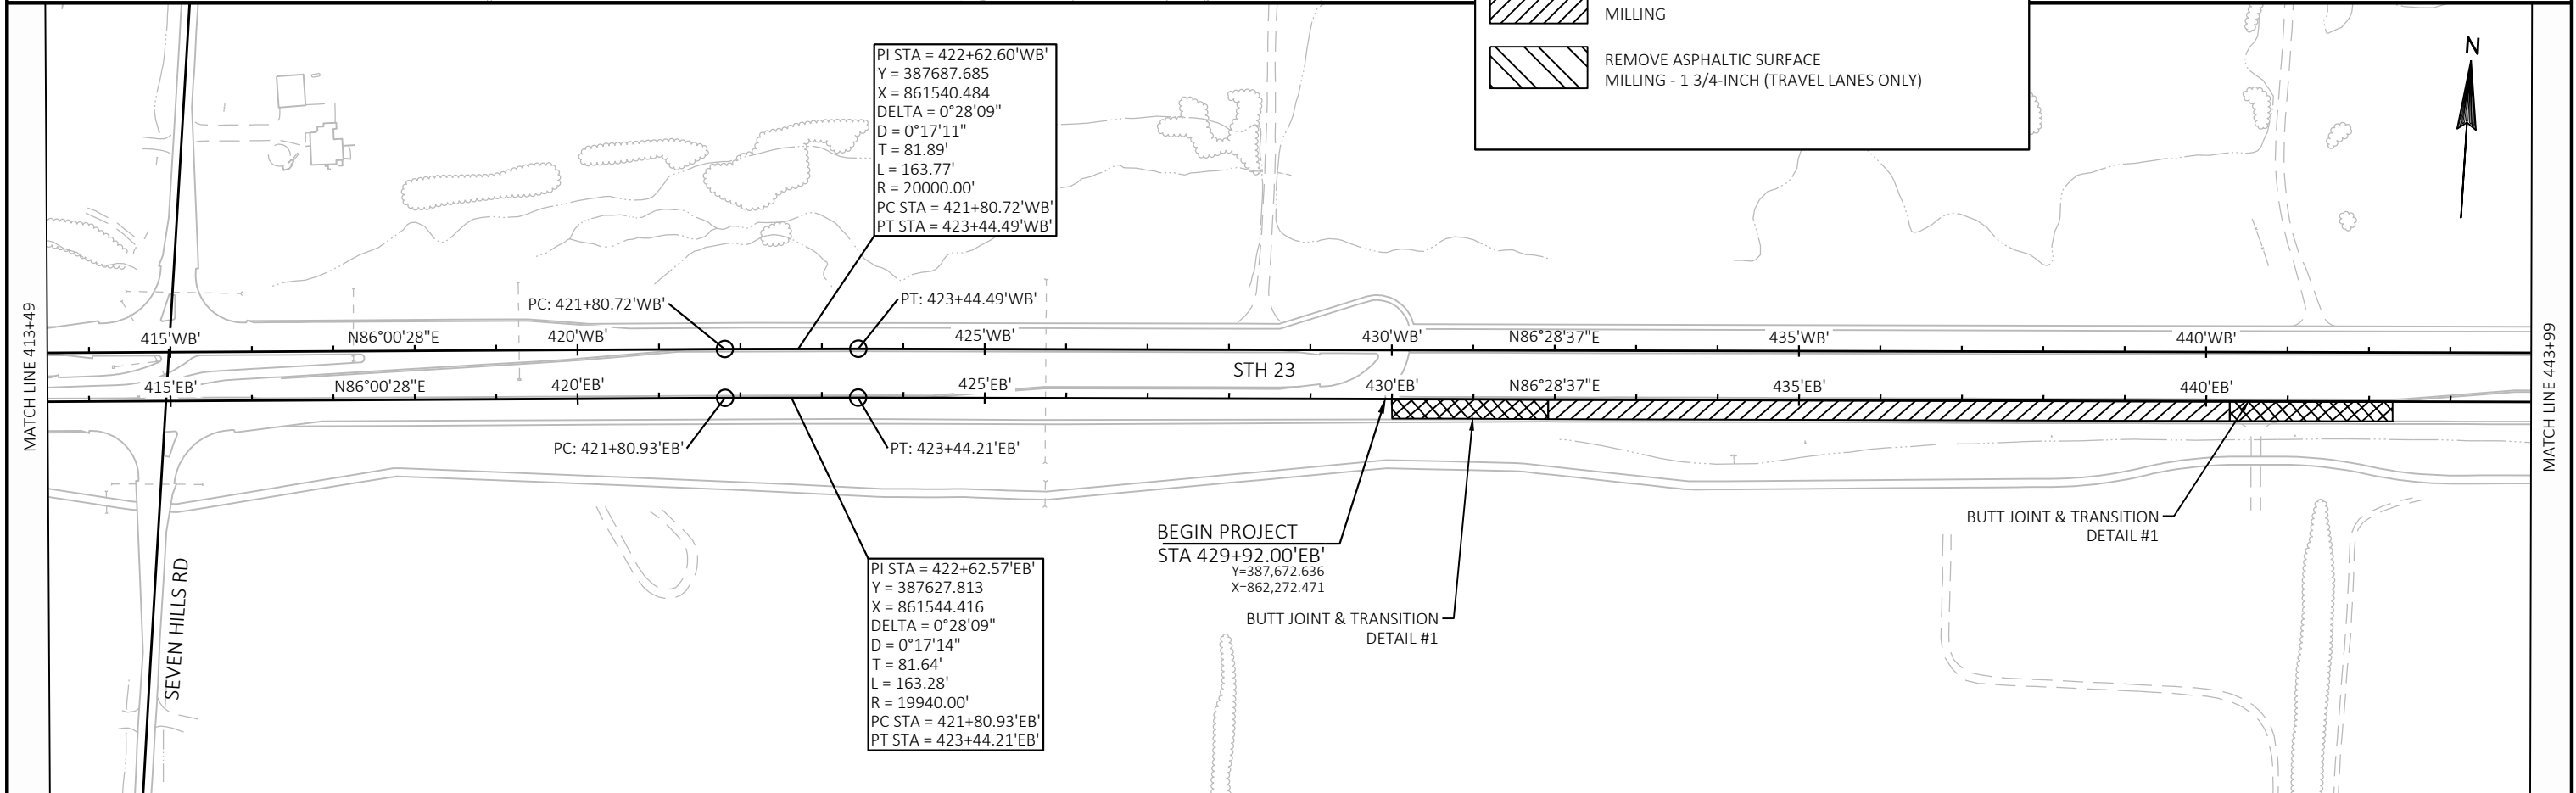 MILLING
REMOVE ASPHALTIC SURFACE
MILLING - 1 3/4-INCH (TRAVEL LANES ONLY)
N
PI STA = 422+62.60'WB'
Y = 387687.685
X = 861540.484
DELTA = 0°28'09"
D = 0°17'11"
T = 81.89'
L = 163.77'
R = 20000.00'
PC STA = 421+80.72'WB'
PT STA = 423+44.49'WB'
PC: 421+80.72'WB'
PT: 423+44.49'WB'
MATCH LINE 413+49
415'WB'
N86°00'28"E
420'WB'
425'WB'
430'WB'
N86°28'37"E
435'WB'
440'WB'
MATCH LINE 443+99
STH 23
415'EB'
N86°00'28"E
420'EB'
425'EB'
430'EB'
N86°28'37"E
435'EB'
440'EB'
PC: 421+80.93'EB'
PT: 423+44.21'EB'
BEGIN PROJECT
STA 429+92.00'EB'
Y=387,672.636
X=862,272.471
BUTT JOINT & TRANSITION
DETAIL #1
BUTT JOINT & TRANSITION
DETAIL #1
PI STA = 422+62.57'EB'
Y = 387627.813
X = 861544.416
DELTA = 0°28'09"
D = 0°17'14"
T = 81.64'
L = 163.28'
R = 19940.00'
PC STA = 421+80.93'EB'
PT STA = 423+44.21'EB'
SEVEN HILLS RD